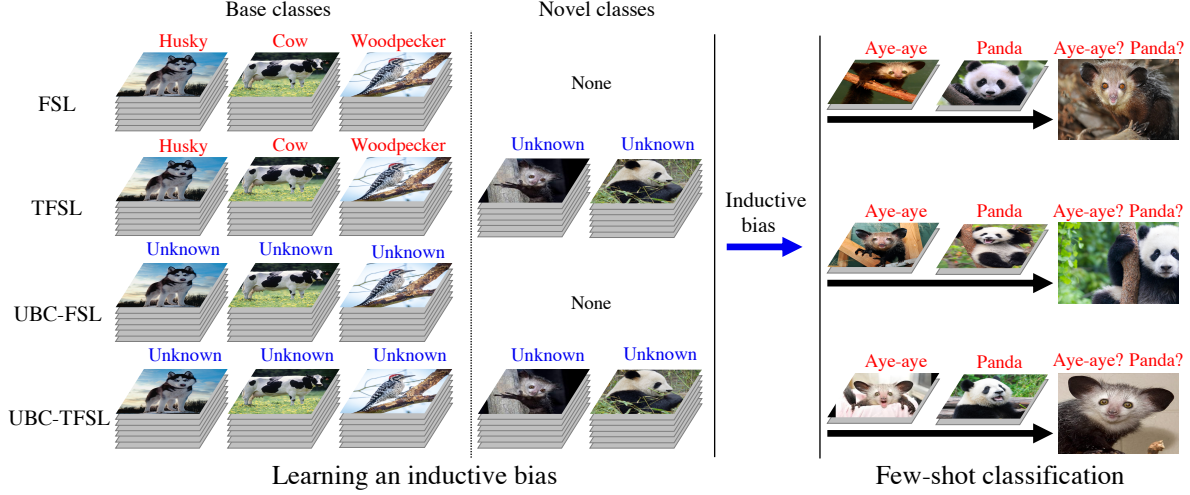 Base classes
Novel classes
Husky Cow Woodpecker
FSL
None
Husky Cow Woodpecker
Unknown Unknown
TFSL
Unknown Unknown Unknown
UBC-FSL
None
Unknown Unknown Unknown
Unknown Unknown
UBC-TFSL
Learning an inductive bias
Inductive
bias
Aye-aye Panda Aye-aye? Panda?
Aye-aye Panda Aye-aye? Panda?
Aye-aye Panda Aye-aye? Panda?
Few-shot classification